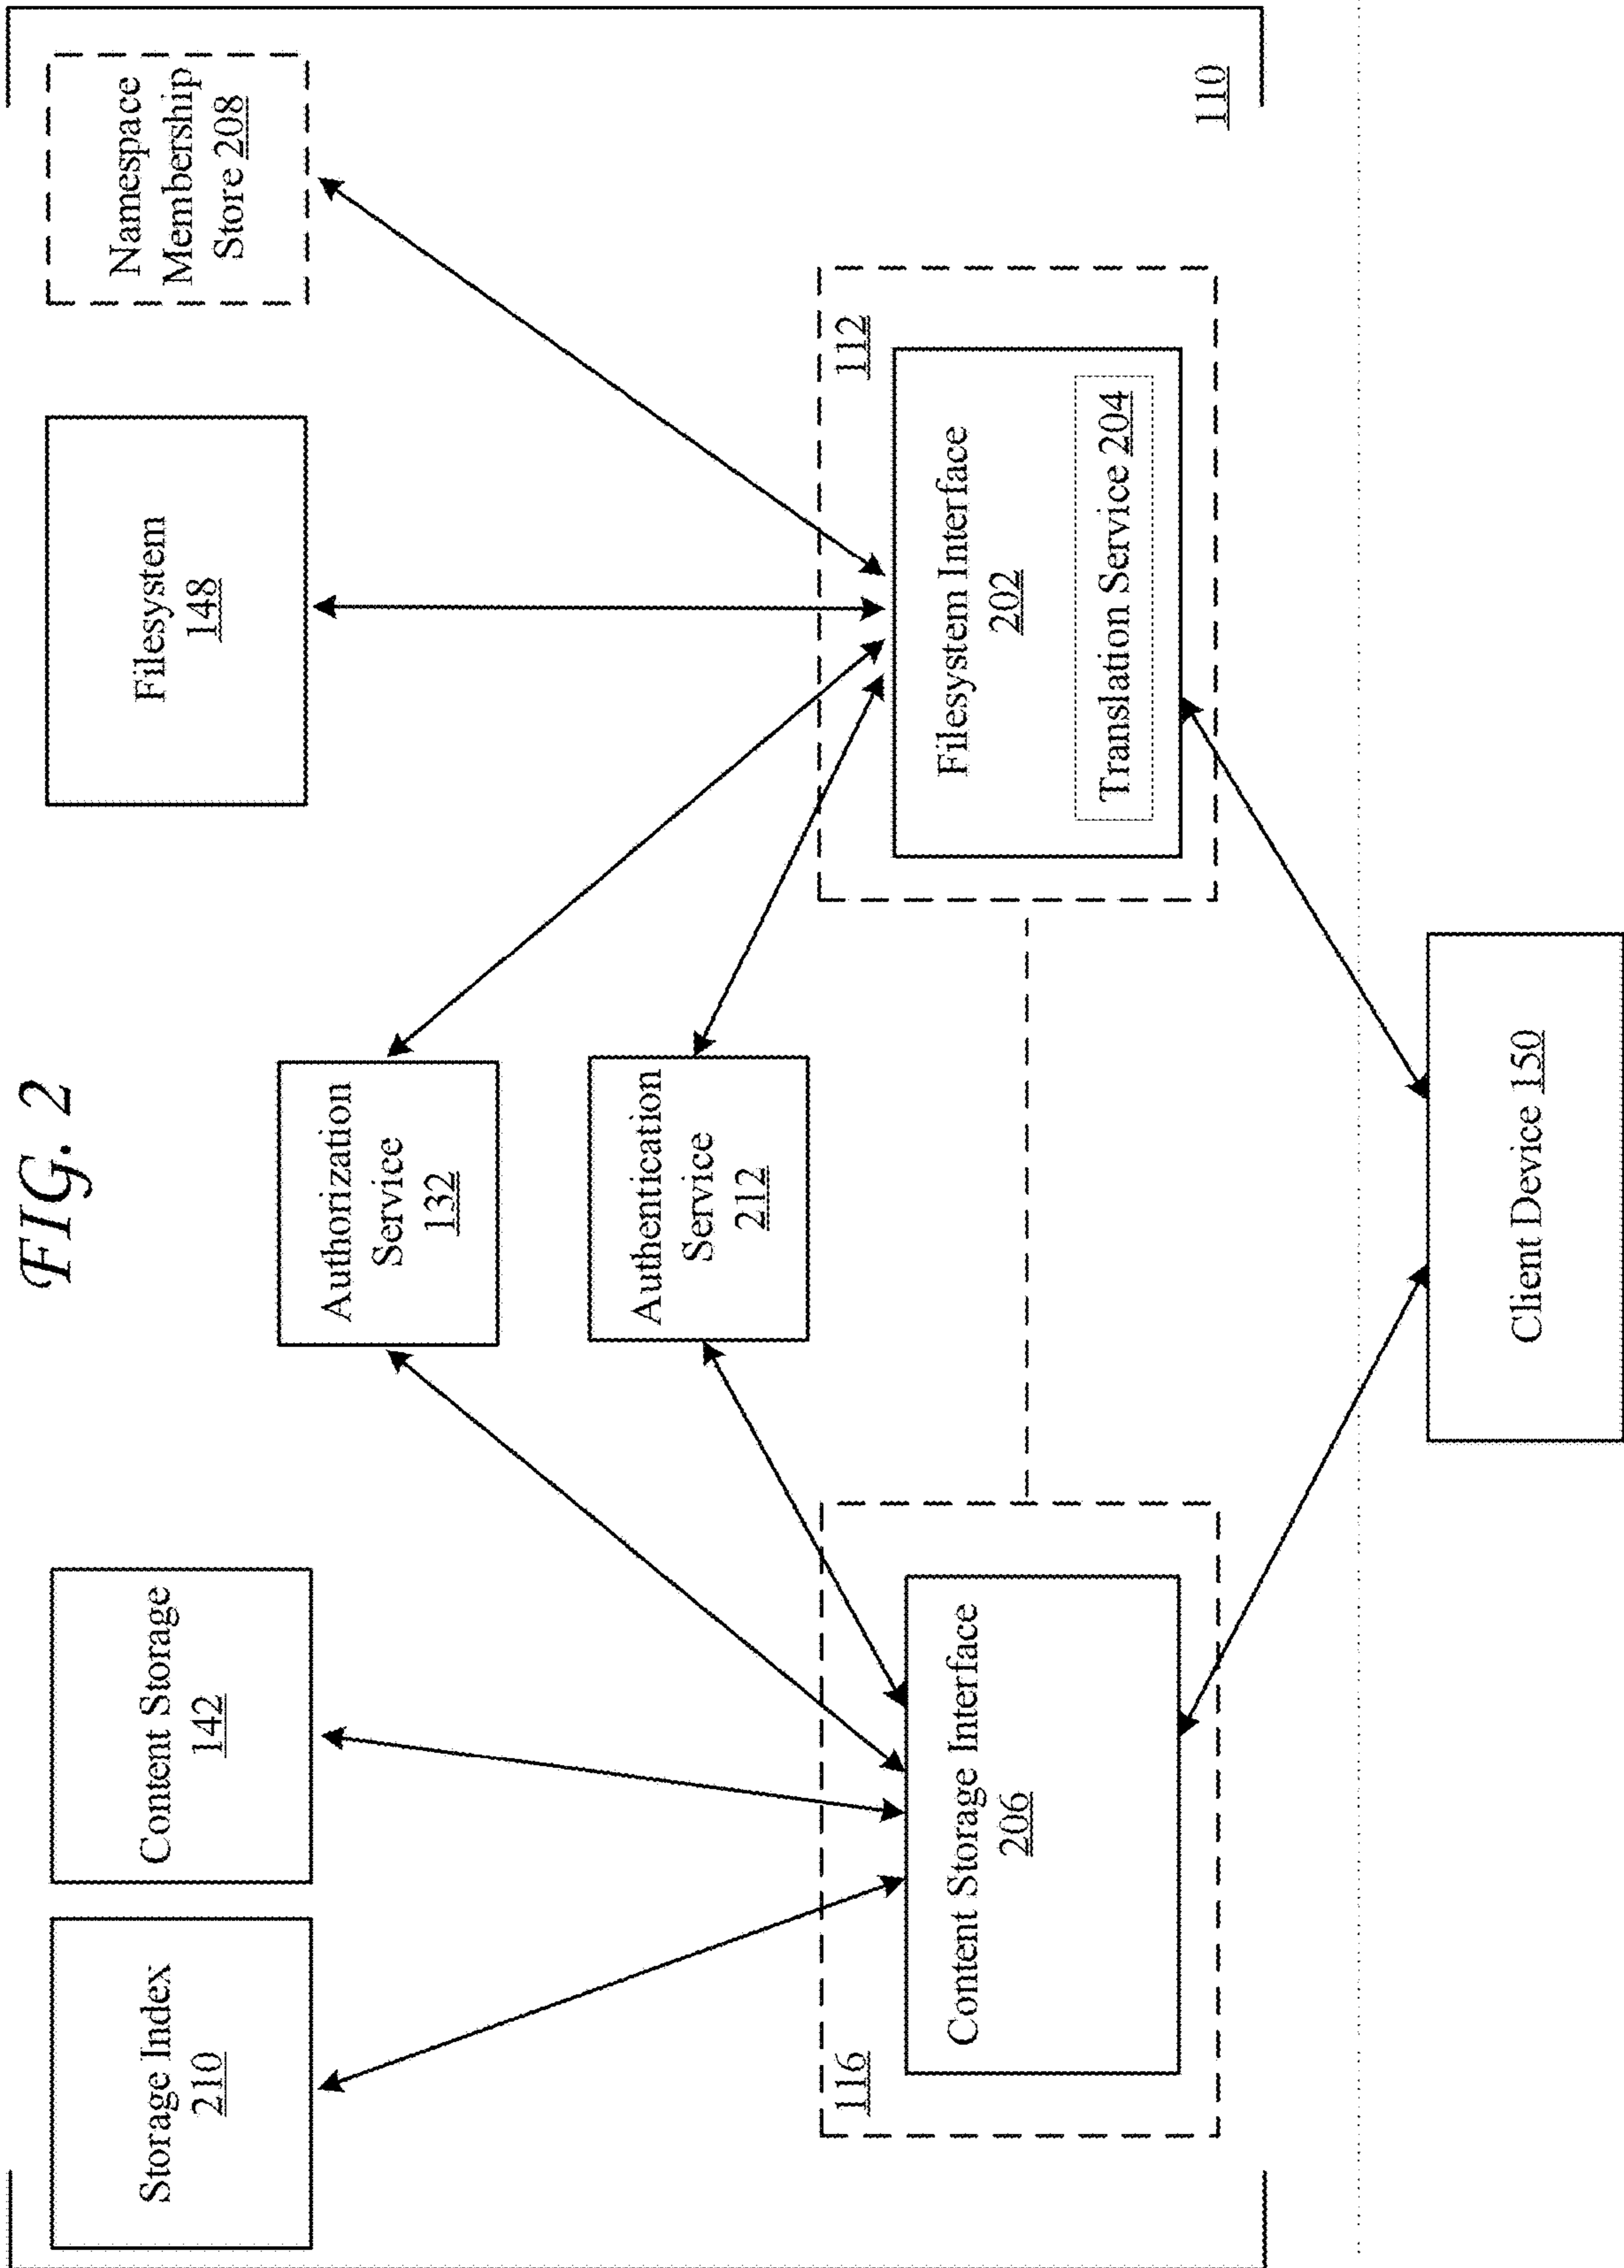 FIG. 2
Storage Index
210
Content Storage
142
Authorization
Service
132
Authentication
Service
212
Filesystem
148
Namespace
Membership
Store 208
116
Content Storage Interface
206
112
Filesystem Interface
202
Translation Service 204
110
Client Device 150